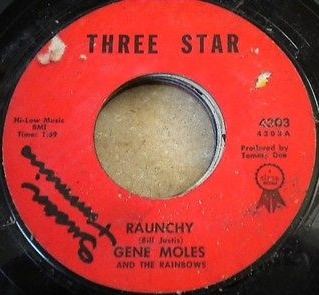 THREE STAR
Hi-Low Music
BMI
Time: 1:59
4303
4303A
Produced by
Tommy Dee
RAUNCHY
(Bill Justis)
GENE MOLES
AND THE RAINBOWS
Susan